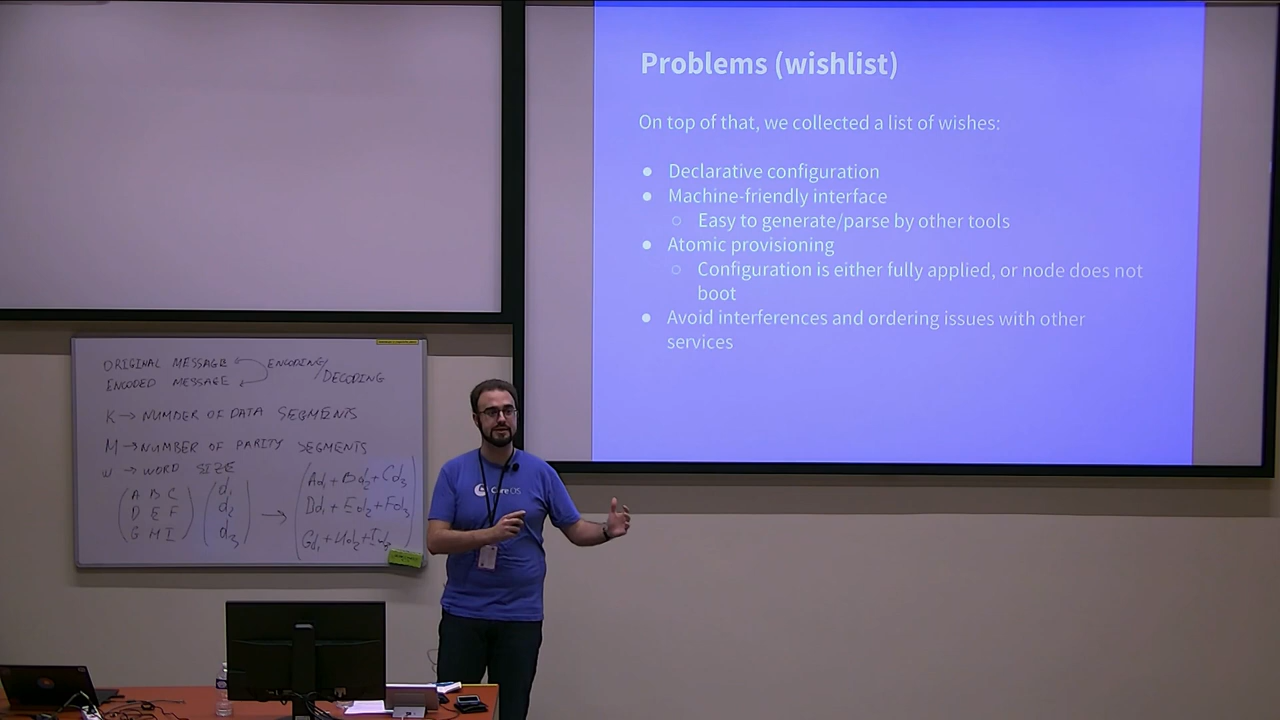 Problems (wishlist)
On top of that, we collected a list of wishes:
● Declarative configuration
● Machine-friendly interface
○ Easy to generate/parse by other tools
● Atomic provisioning
○ Configuration is either fully applied, or node does not
boot
● Avoid interferences and ordering issues with other
services
ORIGINAL MESSAGE
ENCODING/
ENCODED MESSAGE
DECODING
K → NUMBER OF DATA SEGMENTS
M → NUMBER OF PARITY SEGMENTS
W → WORD SIZE
A B C d1 Ad1 + Bd2 + Cd3
D E F d2 → Dd1 + Ed2 + Fd3
G H I d3 Gd1 + Hd2 + Id3
Core OS